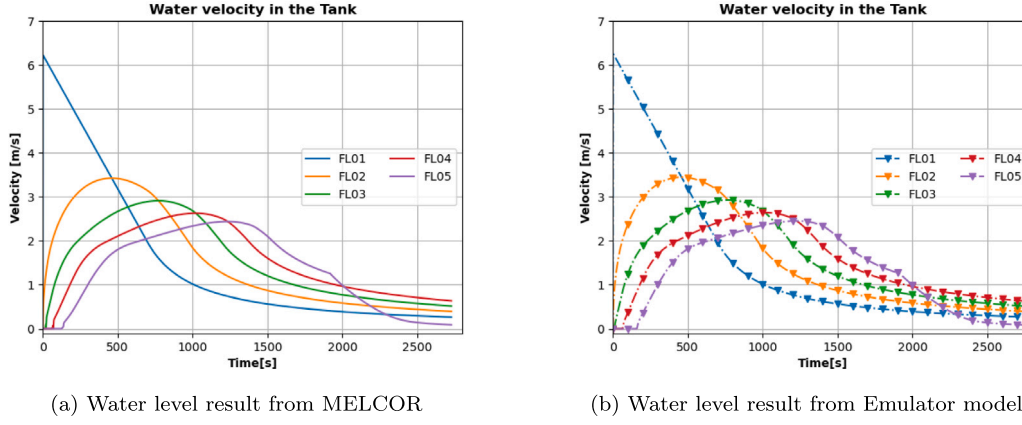 Water velocity in the Tank
7
6
5
4
3
2
1
0
Velocity [m/s]
FL01
FL02
FL03
FL04
FL05
0
500
1000
1500
2000
2500
Time[s]
(a) Water level result from MELCOR
Water velocity in the Tank
7
6
5
4
3
2
1
0
Velocity [m/s]
FL01
FL02
FL03
FL04
FL05
0
500
1000
1500
2000
2500
Time[s]
(b) Water level result from Emulator model